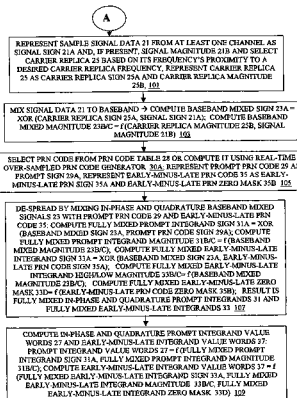 A
REPRESENT SAMPLE SIGNAL DATA 21 FROM AT LEAST ONE CHANNEL AS
SIGNAL SIGN 21A AND, IF PRESENT, SIGNAL MAGNITUDE 21B AND SELECT
CARRIER REPLICA 25 BASED ON ITS FREQUENCY'S PROXIMITY TO A
DESIRED CARRIER REPLICA FREQUENCY, REPRESENT CARRIER REPLICA
25 AS CARRIER REPLICA SIGN 25A AND CARRIER REPLICA MAGNITUDE
25B, 101
MIX SIGNAL DATA 21 TO BASEBAND → COMPUTE BASEBAND MIXED SIGN 23A =
XOR (CARRIER REPLICA SIGN 25A, SIGNAL SIGN 21A); COMPUTE BASEBAND
MIXED MAGNITUDE 23B/C = f (CARRIER REPLICA MAGNITUDE 25B, SIGNAL
MAGNITUDE 21B) 103
SELECT PRN CODE FROM PRN CODE TABLE 28 OR COMPUTE IT USING REAL-TIME
OVER-SAMPLED PRN CODE GENERATOR 30A, REPRESENT PROMPT PRN CODE 29 AS
PROMPT SIGN 29A, REPRESENT EARLY-MINUS-LATE PRN CODE 35 AS EARLY-
MINUS-LATE PRN SIGN 35A AND EARLY-MINUS-LATE PRN ZERO MASK 35B 105
DE-SPREAD BY MIXING IN-PHASE AND QUADRATURE BASEBAND MIXED
SIGNALS 23 WITH PROMPT PRN CODE 29 AND EARLY-MINUS-LATE PRN
CODE 35: COMPUTE FULLY MIXED PROMPT INTEGRAND SIGN 31A = XOR
(BASEBAND MIXED SIGN 23A, PROMPT PRN CODE SIGN 29A); COMPUTE
FULLY MIXED PROMPT INTEGRAND MAGNITUDE 31B/C = f (BASEBAND
MIXED MAGNITUDE 23B/C), COMPUTE FULLY MIXED EARLY-MINUS-LATE
INTEGRAND SIGN 33A = XOR (BASEBAND MIXED SIGN 23A, EARLY-MINUS-
LATE PRN CODE SIGN 35A), COMPUTE FULLY MIXED EARLY-MINUS-LATE
INTEGRAND HIGH/LOW MAGNITUDE 33B/C = f (BASEBAND MIXED
MAGNITUDE 23B/C), COMPUTE FULLY MIXED EARLY-MINUS-LATE ZERO
MASK 33D= f (EARLY-MINUS-LATE PRN ZERO MASK 35B); RESULT IS
FULLY MIXED IN-PHASE AND QUADRATURE PROMPT INTEGRANDS 31 AND
FULLY MIXED EARLY-MINUS-LATE INTEGRANDS 33 107
COMPUTE IN-PHASE AND QUADRATURE PROMPT INTEGRAND VALUE
WORDS 27 AND EARLY-MINUS-LATE INTEGRAND VALUE WORDS 37:
PROMPT INTEGRAND VALUE WORDS 27 = f (FULLY MIXED PROMPT
INTEGRAND SIGN 31A, FULLY MIXED PROMPT INTEGRAND MAGNITUDE
31B/C); COMPUTE EARLY-MINUS-LATE INTEGRAND VALUE WORDS 37 = f
(FULLY MIXED EARLY-MINUS-LATE INTEGRAND SIGN 33A, FULLY MIXED
EARLY-MINUS-LATE INTEGRAND MAGNITUDE 33B/C, FULLY MIXED
EARLY-MINUS-LATE INTEGRAND ZERO MASK 33D) 109